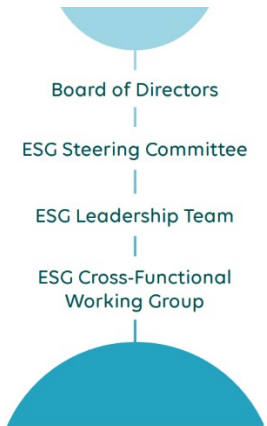 Board of Directors
ESG Steering Committee
ESG Leadership Team
ESG Cross-Functional
Working Group